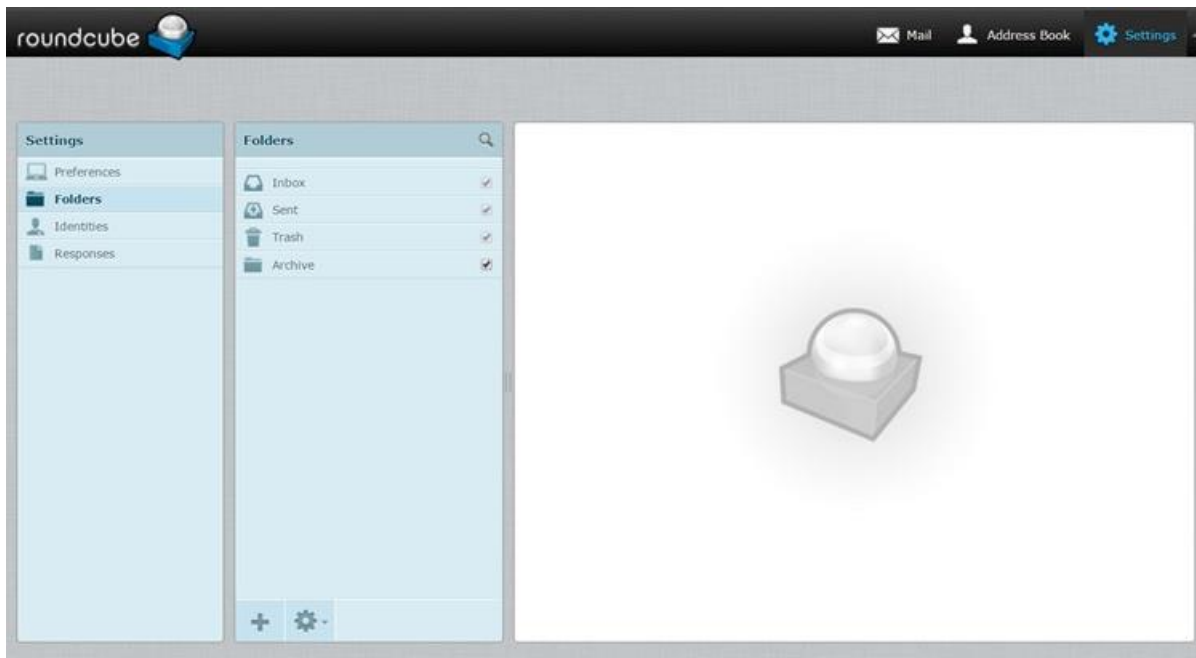 roundcube
Mail Address Book Settings
Settings
Preferences
Folders
Identities
Responses
Folders
Inbox
Sent
Trash
Archive